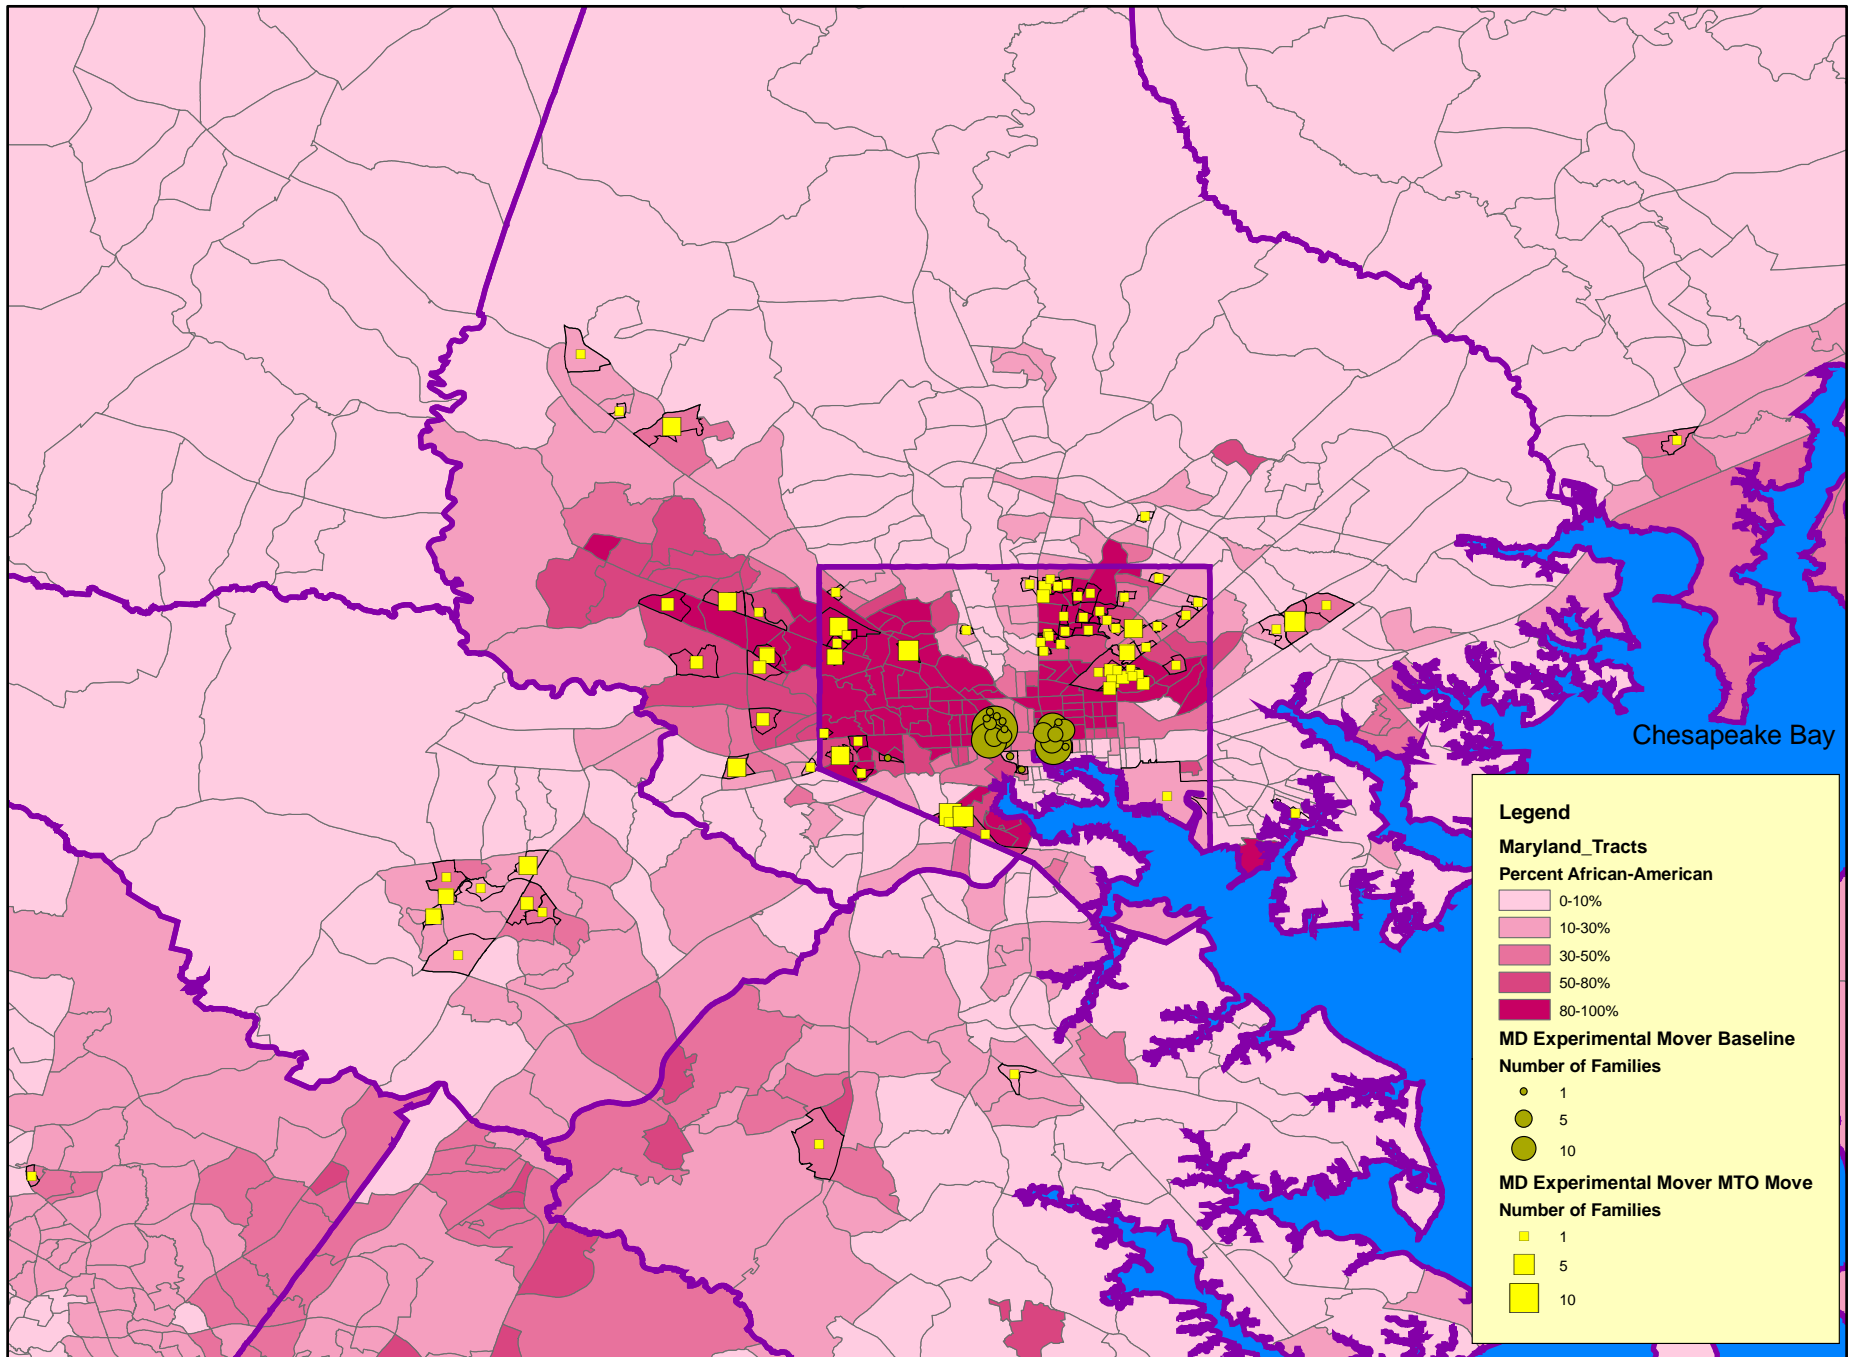 Chesapeake Bay
Legend
Maryland_Tracts
Percent African-American
0-10%
10-30%
30-50%
50-80%
80-100%
MD Experimental Mover Baseline
Number of Families
1
5
10
MD Experimental Mover MTO Move
Number of Families
1
5
10